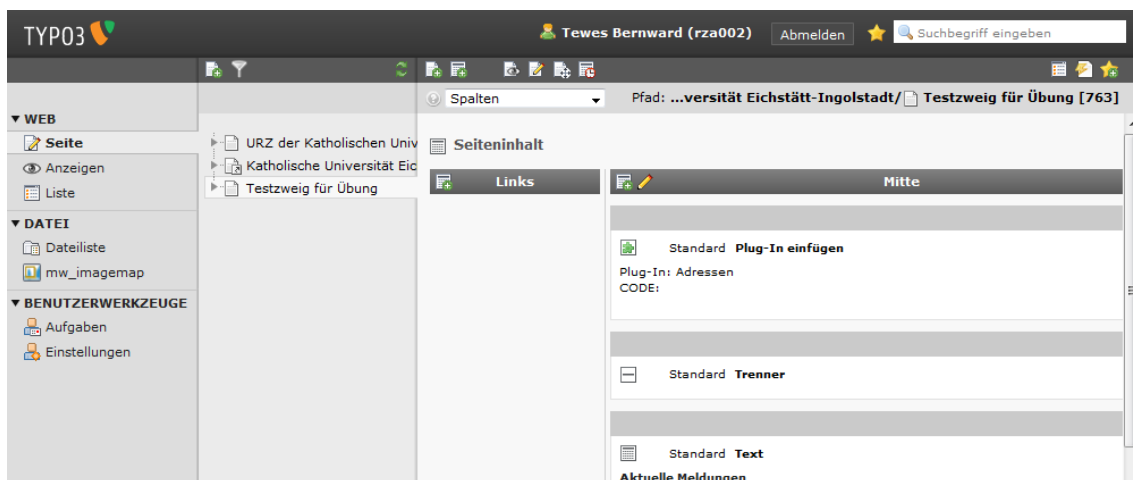 TYPO3
Tewes Bernward (rza002)
Abmelden
Suchbegriff eingeben
Spalten
Pfad: ...versität Eichstätt-Ingolstadt/ Testzweig für Übung [763]
WEB
Seite
Anzeigen
Liste
DATEI
Dateiliste
mw_imagemap
BENUTZERWERKZEUGE
Aufgaben
Einstellungen
URZ der Katholischen Univ
Katholische Universität Eic
Testzweig für Übung
Seiteninhalt
Links
Mitte
Standard Plug-In einfügen
Plug-In: Adressen
CODE:
Standard Trenner
Standard Text
Aktuelle Meldungen